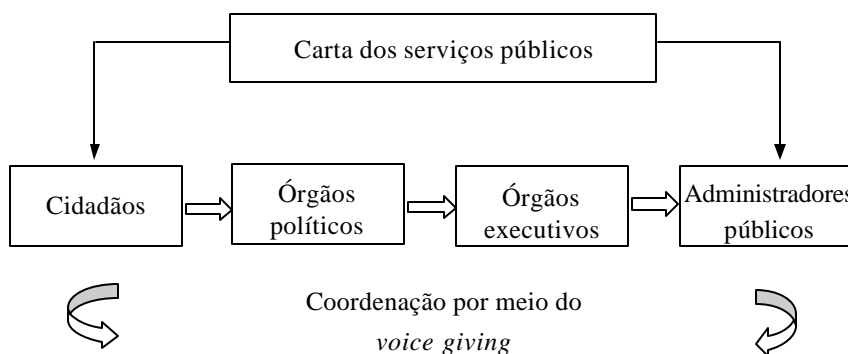 Carta dos serviços públicos
Cidadãos
Órgãos
políticos
Órgãos
executivos
Administradores
públicos
Coordenação por meio do
voice giving